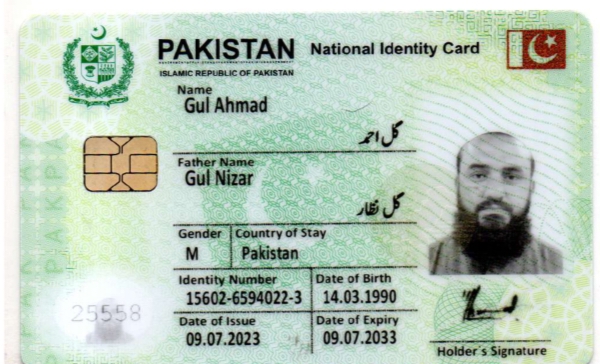 PAKISTAN National Identity Card
ISLAMIC REPUBLIC OF PAKISTAN
Name
Gul Ahmad
گل احمد
Father Name
Gul Nizar
گل نظار
Gender Country of Stay
M Pakistan
Identity Number Date of Birth
15602-6594022-3 14.03.1990
Date of Issue Date of Expiry
09.07.2023 09.07.2033
25558
Holder's Signature